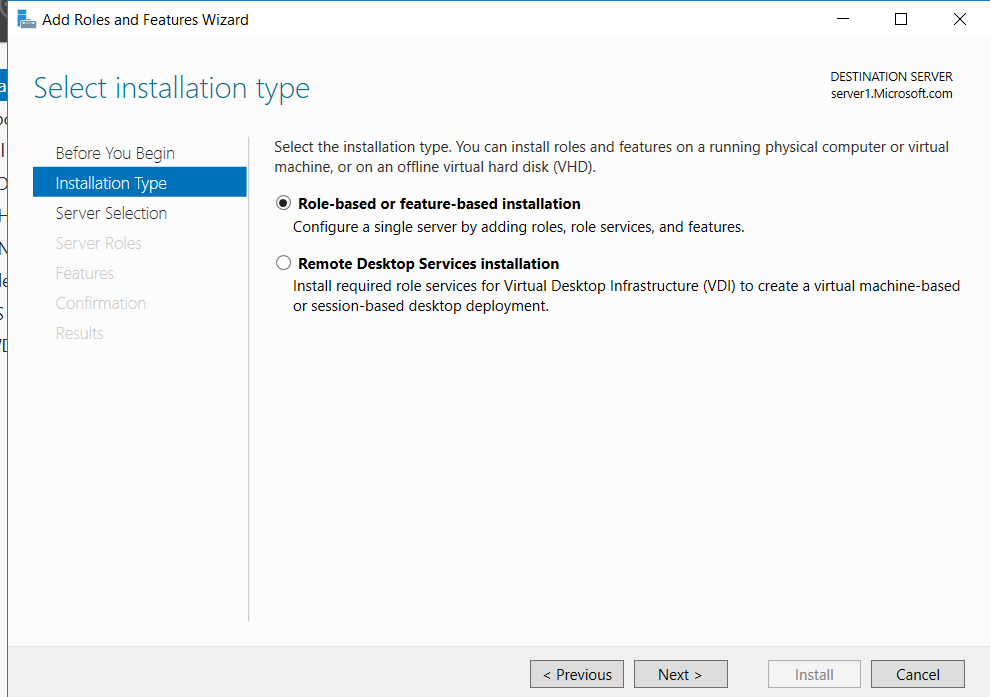 Add Roles and Features Wizard
Select installation type
DESTINATION SERVER
server1.Microsoft.com
Before You Begin
Installation Type
Server Selection
Server Roles
Features
Confirmation
Results
Select the installation type. You can install roles and features on a running physical computer or virtual
machine, or on an offline virtual hard disk (VHD).
Role-based or feature-based installation
Configure a single server by adding roles, role services, and features.
Remote Desktop Services installation
Install required role services for Virtual Desktop Infrastructure (VDI) to create a virtual machine-based
or session-based desktop deployment.
< Previous
Next >
Install
Cancel